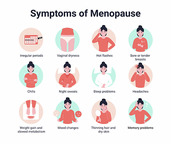 Symptoms of Menopause
Irregular periods
Vaginal dryness
Hot flashes
Sore or tender
breasts
Chills
Night sweats
Sleep problems
Headaches
Weight gain and
slowed metabolism
Mood changes
Thinning hair and
dry skin
Memory problems